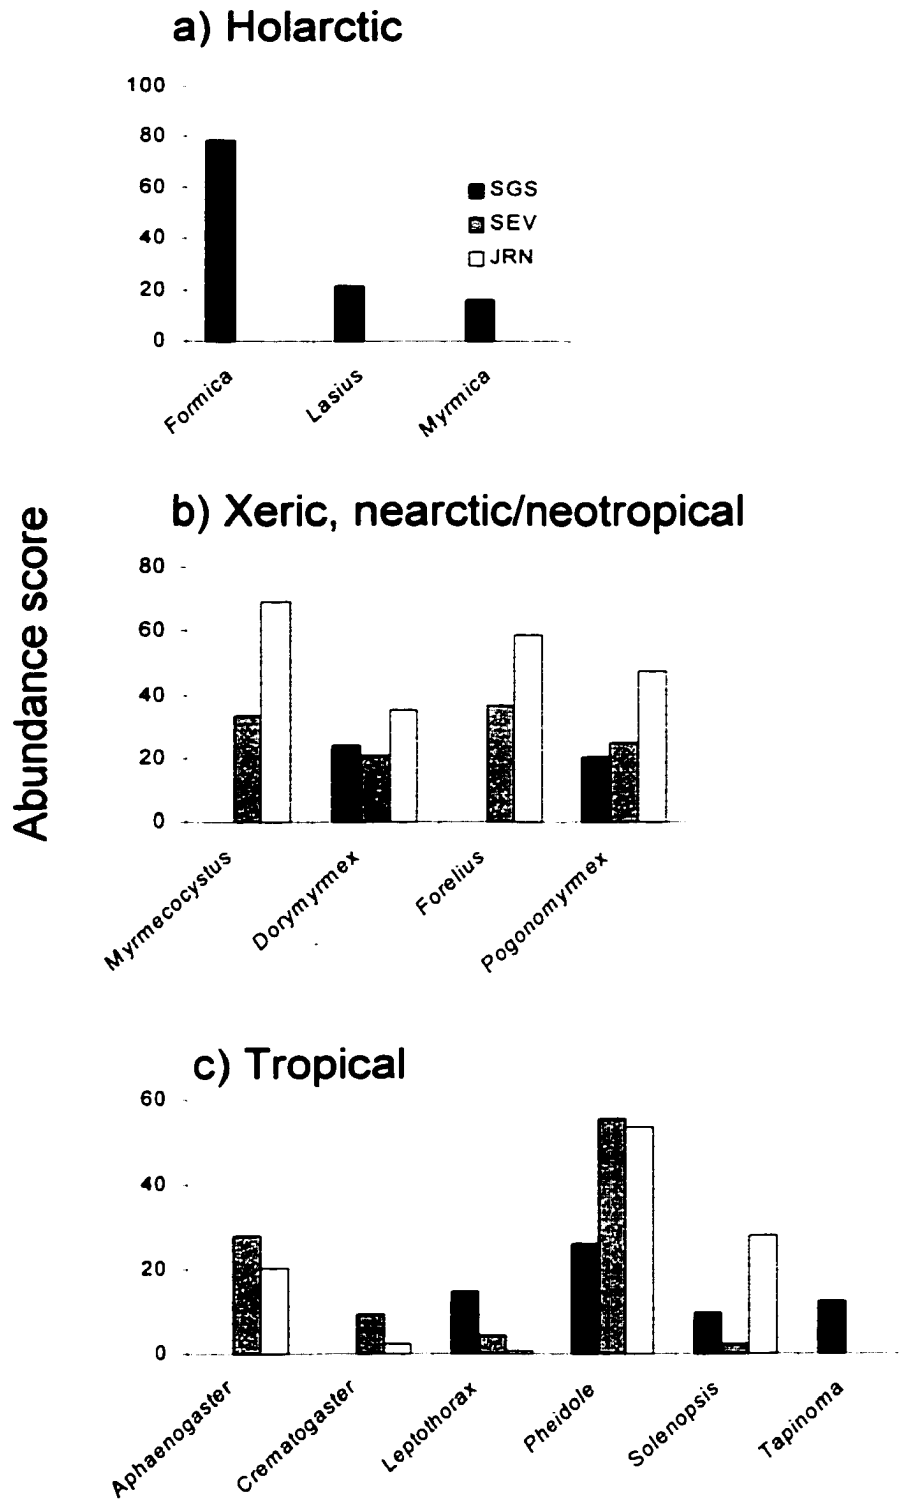 a) Holarctic
100
80
60
40
20
0
SGS
SEV
JRN
Formica
Lasius
Myrmica
Abundance score
b) Xeric, nearctic/neotropical
80
60
40
20
0
Myrmecocystus
Dorymyrmex
Forelius
Pogonomyrmex
c) Tropical
60
40
20
0
Aphaenogaster
Crematogaster
Leptothorax
Pheidole
Solenopsis
Tapinoma